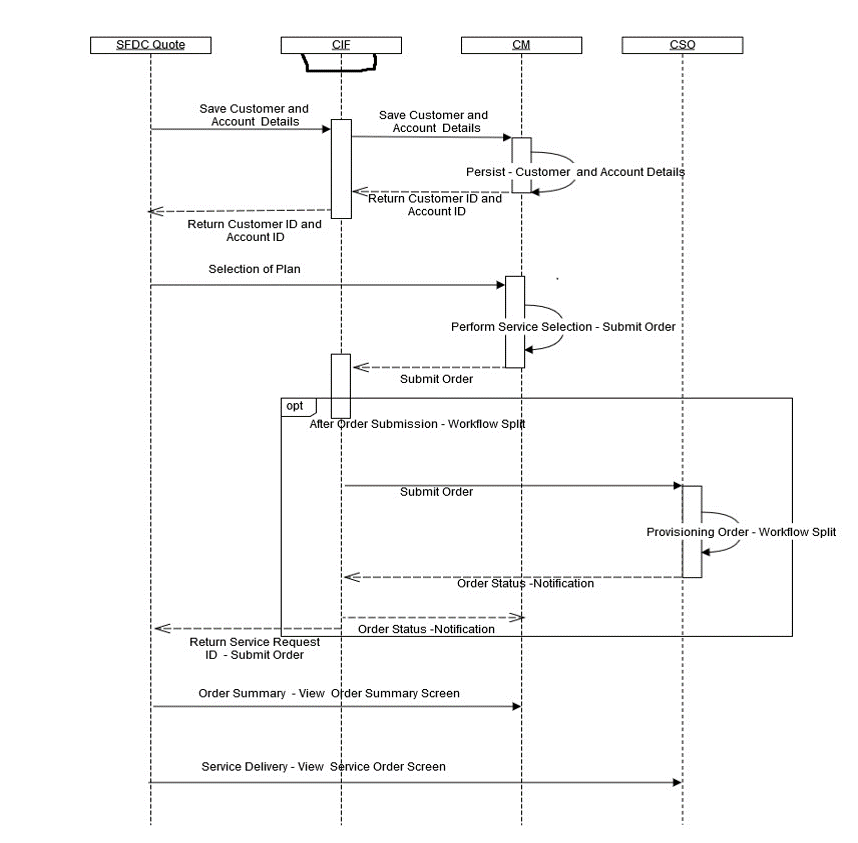 SFDC Quote
CIF
CM
CSO
Save Customer and
Account  Details
Save Customer and
Account  Details
Persist - Customer  and Account Details
Return Customer ID and
Account ID
Return Customer ID and
Account ID
Selection of Plan
Perform Service Selection - Submit Order
Submit Order
opt
After Order Submission - Workflow Split
Submit Order
Provisioning Order - Workflow Split
Order Status -Notification
Order Status -Notification
Return Service Request
ID  - Submit Order
Order Summary  - View  Order Summary Screen
Service Delivery - View  Service Order Screen